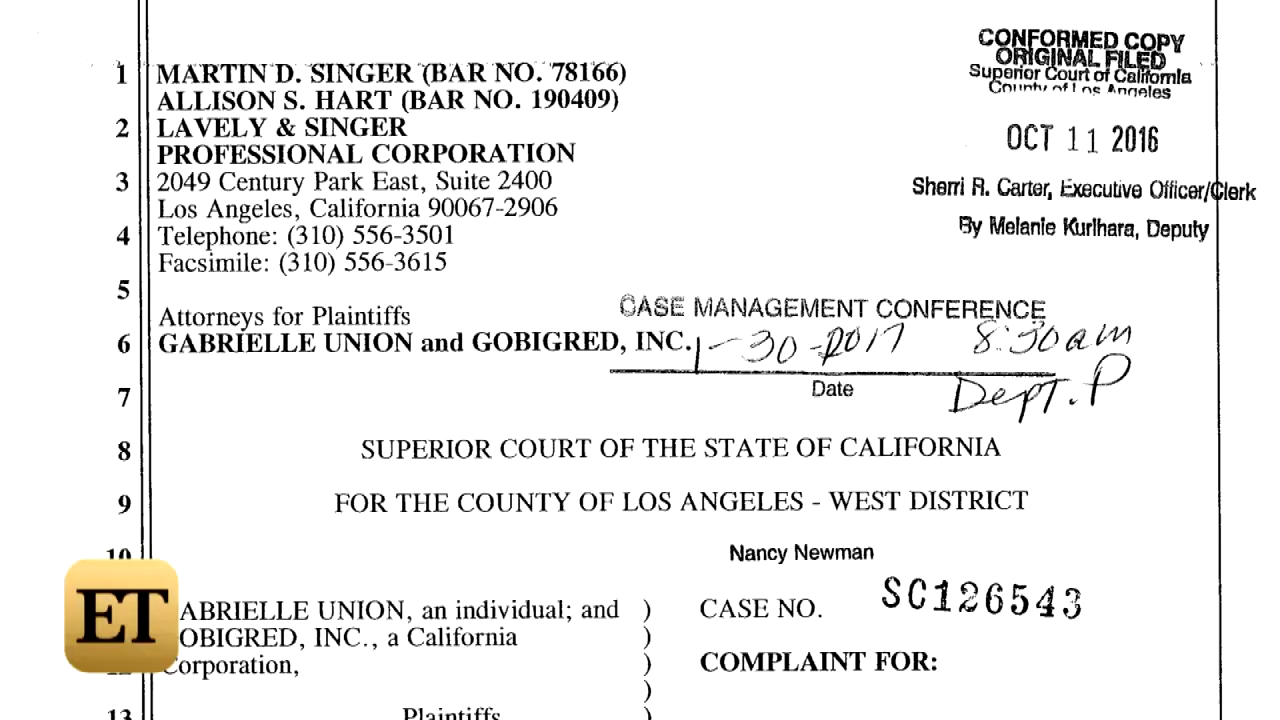 CONFORMED COPY
ORIGINAL FILED
Superior Court of California
County of Los Angeles
OCT 11 2016
Sherri R. Carter, Executive Officer/Clerk
By Melanie Kurihara, Deputy
1 MARTIN D. SINGER (BAR NO. 78166)
ALLISON S. HART (BAR NO. 190409)
2 LAVELY & SINGER
PROFESSIONAL CORPORATION
3 2049 Century Park East, Suite 2400
Los Angeles, California 90067-2906
4 Telephone: (310) 556-3501
Facsimile: (310) 556-3615
5
Attorneys for Plaintiffs
CASE MANAGEMENT CONFERENCE
6 GABRIELLE UNION and GOBIGRED, INC.
1-30-2017 8:30am
Date
Dept. P
7
8 SUPERIOR COURT OF THE STATE OF CALIFORNIA
9 FOR THE COUNTY OF LOS ANGELES - WEST DISTRICT
10 Nancy Newman
ET
ABRIELLE UNION, an individual; and )
OBIGRED, INC., a California )
12 Corporation, )
)
CASE NO. SC126543
COMPLAINT FOR:
13 Plaintiffs )